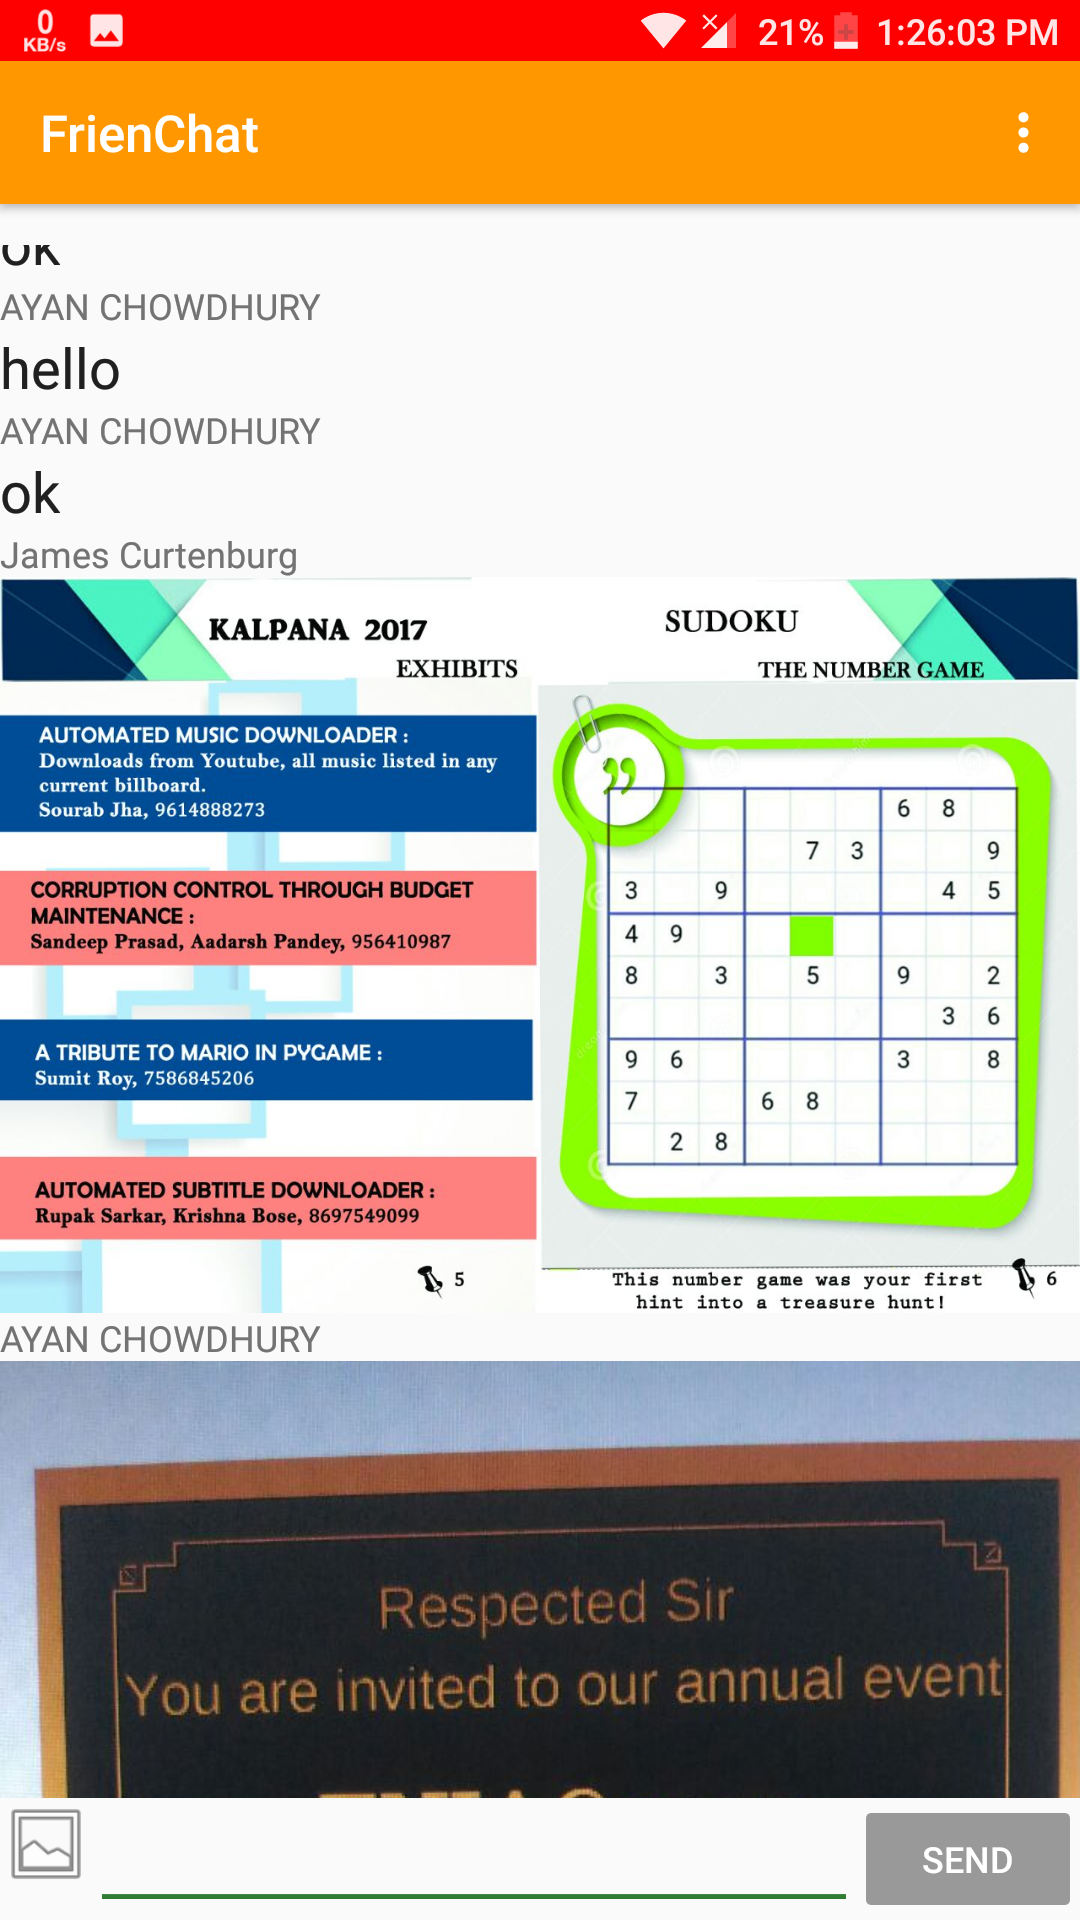 0
KB/s
21%
1:26:03 PM
FrienChat
ok
AYAN CHOWDHURY
hello
AYAN CHOWDHURY
ok
James Curtenburg
KALPANA 2017
EXHIBITS
AUTOMATED MUSIC DOWNLOADER :
Downloads from Youtube, all music listed in any
current billboard.
Sourab Jha, 9614888273
CORRUPTION CONTROL THROUGH BUDGET
MAINTENANCE :
Sandeep Prasad, Aadarsh Pandey, 956410987
A TRIBUTE TO MARIO IN PYGAME :
Sumit Roy, 7586845206
AUTOMATED SUBTITLE DOWNLOADER :
Rupak Sarkar, Krishna Bose, 8697549099
5
SUDOKU
THE NUMBER GAME
6 8
7 3 9
3 9 4 5
4 9
8 3 5 9 2
3 6
9 6 3 8
7 6 8
2 8
This number game was your first
hint into a treasure hunt!
6
AYAN CHOWDHURY
Respected Sir
You are invited to our annual event
SEND